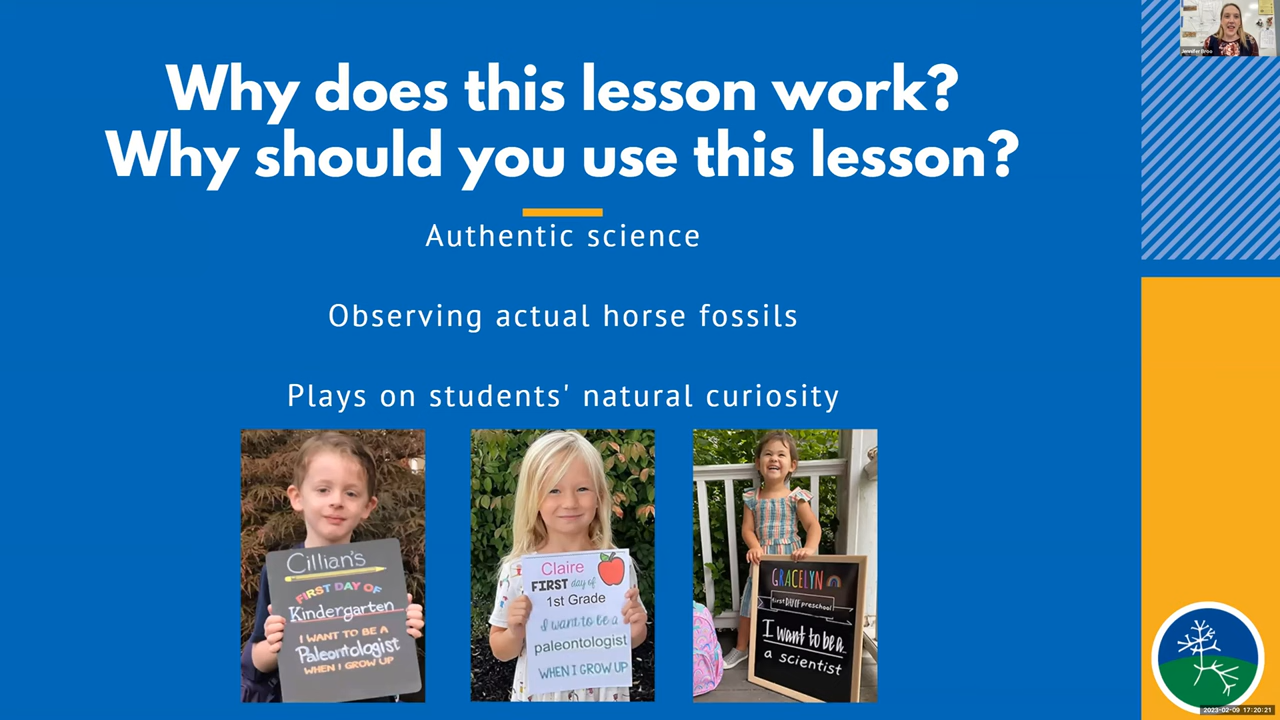 Why does this lesson work?
Why should you use this lesson?
Authentic science
Observing actual horse fossils
Plays on students' natural curiosity
Cillian's
FIRST DAY OF
Kindergarten
I WANT TO BE A
Paleontologist
WHEN I GROW UP
Claire
FIRST day of
1st Grade
I want to be a
paleontologist
WHEN I GROW UP
GRACELYN
first DAY OF preschool
I want to be a
a scientist
2023-02-09 17:20:21